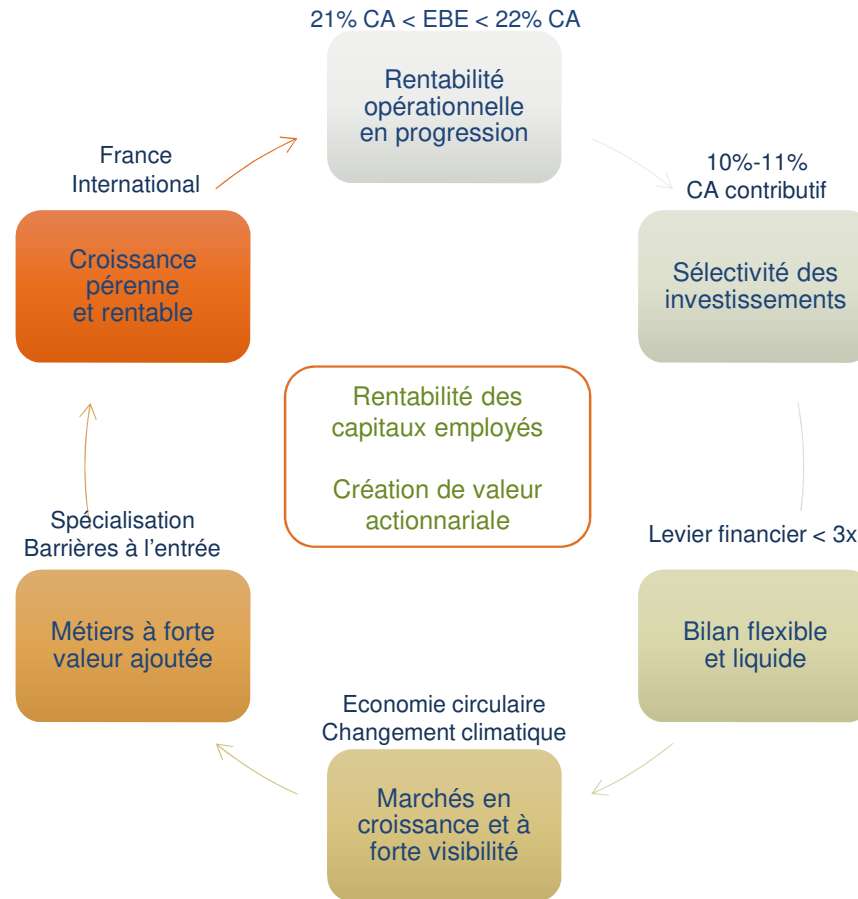 21% CA < EBE < 22% CA
Rentabilité
opérationnelle
en progression
10%-11%
CA contributif
Sélectivité des
investissements
Levier financier < 3x
Bilan flexible
et liquide
Economie circulaire
Changement climatique
Marchés en
croissance et à
forte visibilité
Spécialisation
Barrières à l'entrée
Métiers à forte
valeur ajoutée
France
International
Croissance
pérenne
et rentable
Rentabilité des
capitaux employés
Création de valeur
actionnariale